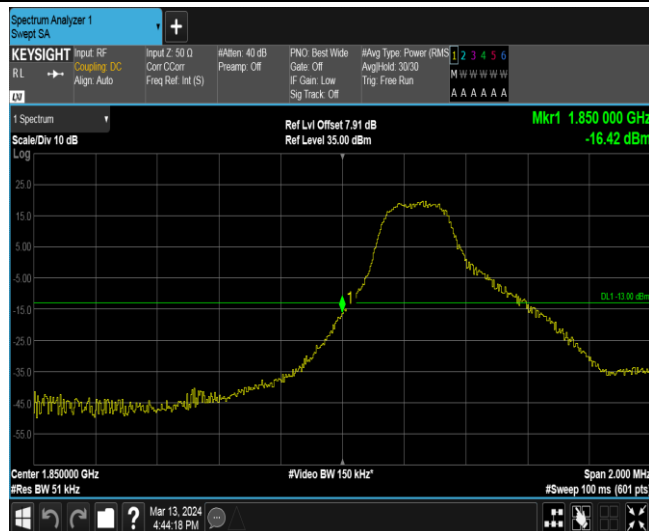 Spectrum Analyzer 1
Swept SA
KEYSIGHT
RL
Input: RF
Coupling: DC
Align: Auto
Input Z: 50 Ω
Corr CCorr
Freq Ref: Int (S)
#Atten: 40 dB
Preamp: Off
PNO: Best Wide
Gate: Off
IF Gain: Low
Sig Track: Off
#Avg Type: Power (RMS
Avg|Hold: 30/30
Trig: Free Run
1 2 3 4 5 6
M W W W W W
A A A A A A
LXI
1 Spectrum
Scale/Div 10 dB
Log
Ref Lvl Offset 7.91 dB
Ref Level 35.00 dBm
Mkr1 1.850 000 GHz
-16.42 dBm
25.0
15.0
5.00
-5.00
-15.0
-25.0
-35.0
-45.0
-55.0
1
DL1 -13.00 dBm
Center 1.850000 GHz
#Res BW 51 kHz
#Video BW 150 kHz*
Span 2.000 MHz
#Sweep 100 ms (601 pts)
?
Mar 13, 2024
4:44:18 PM